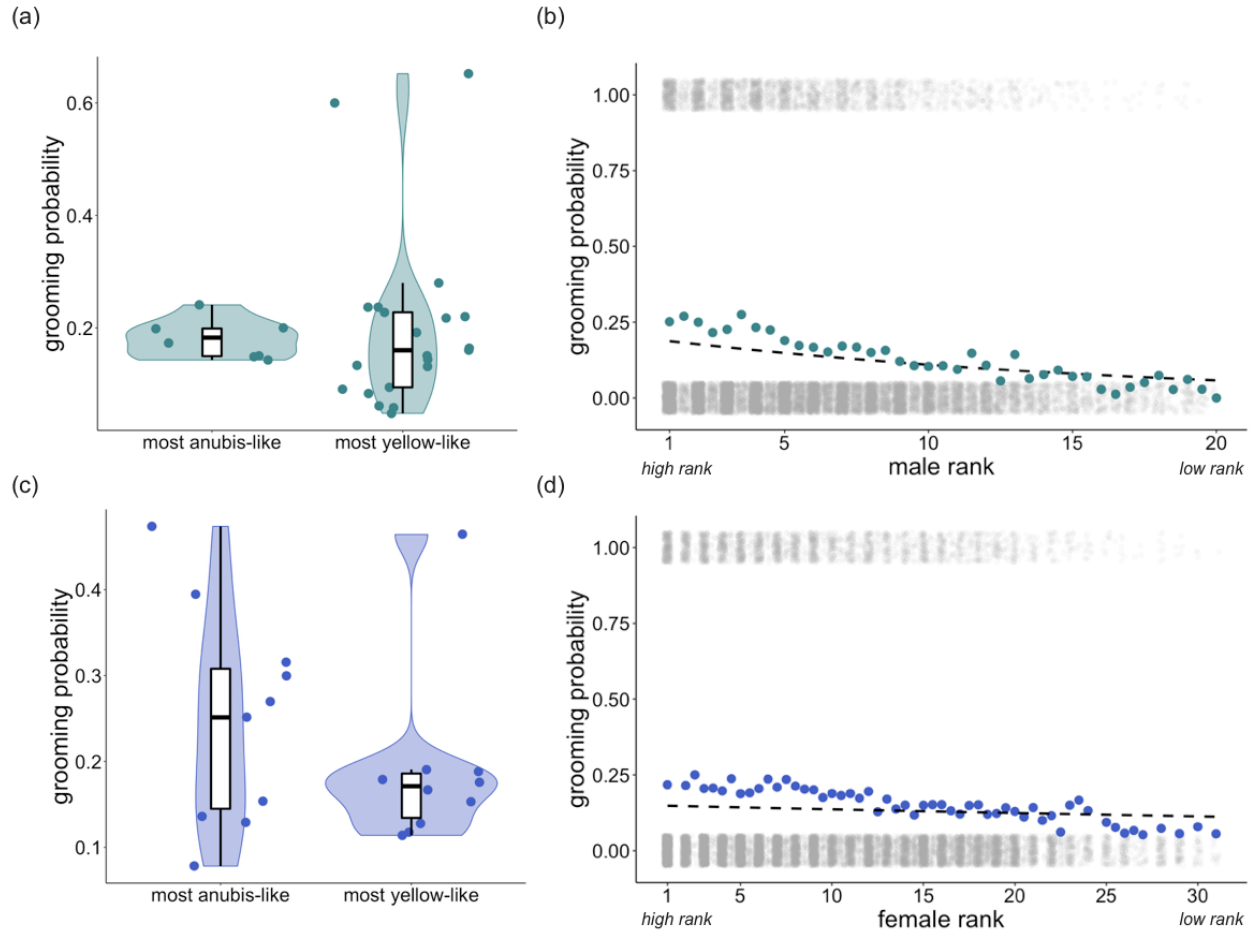 (a)
grooming probability
0.6
0.4
0.2
most anubis-like
most yellow-like
(b)
grooming probability
1.00
0.75
0.50
0.25
0.00
1 5 10 15 20
high rank
male rank
low rank
(c)
grooming probability
0.4
0.3
0.2
0.1
most anubis-like
most yellow-like
(d)
grooming probability
1.00
0.75
0.50
0.25
0.00
1 5 10 15 20 25 30
high rank
female rank
low rank